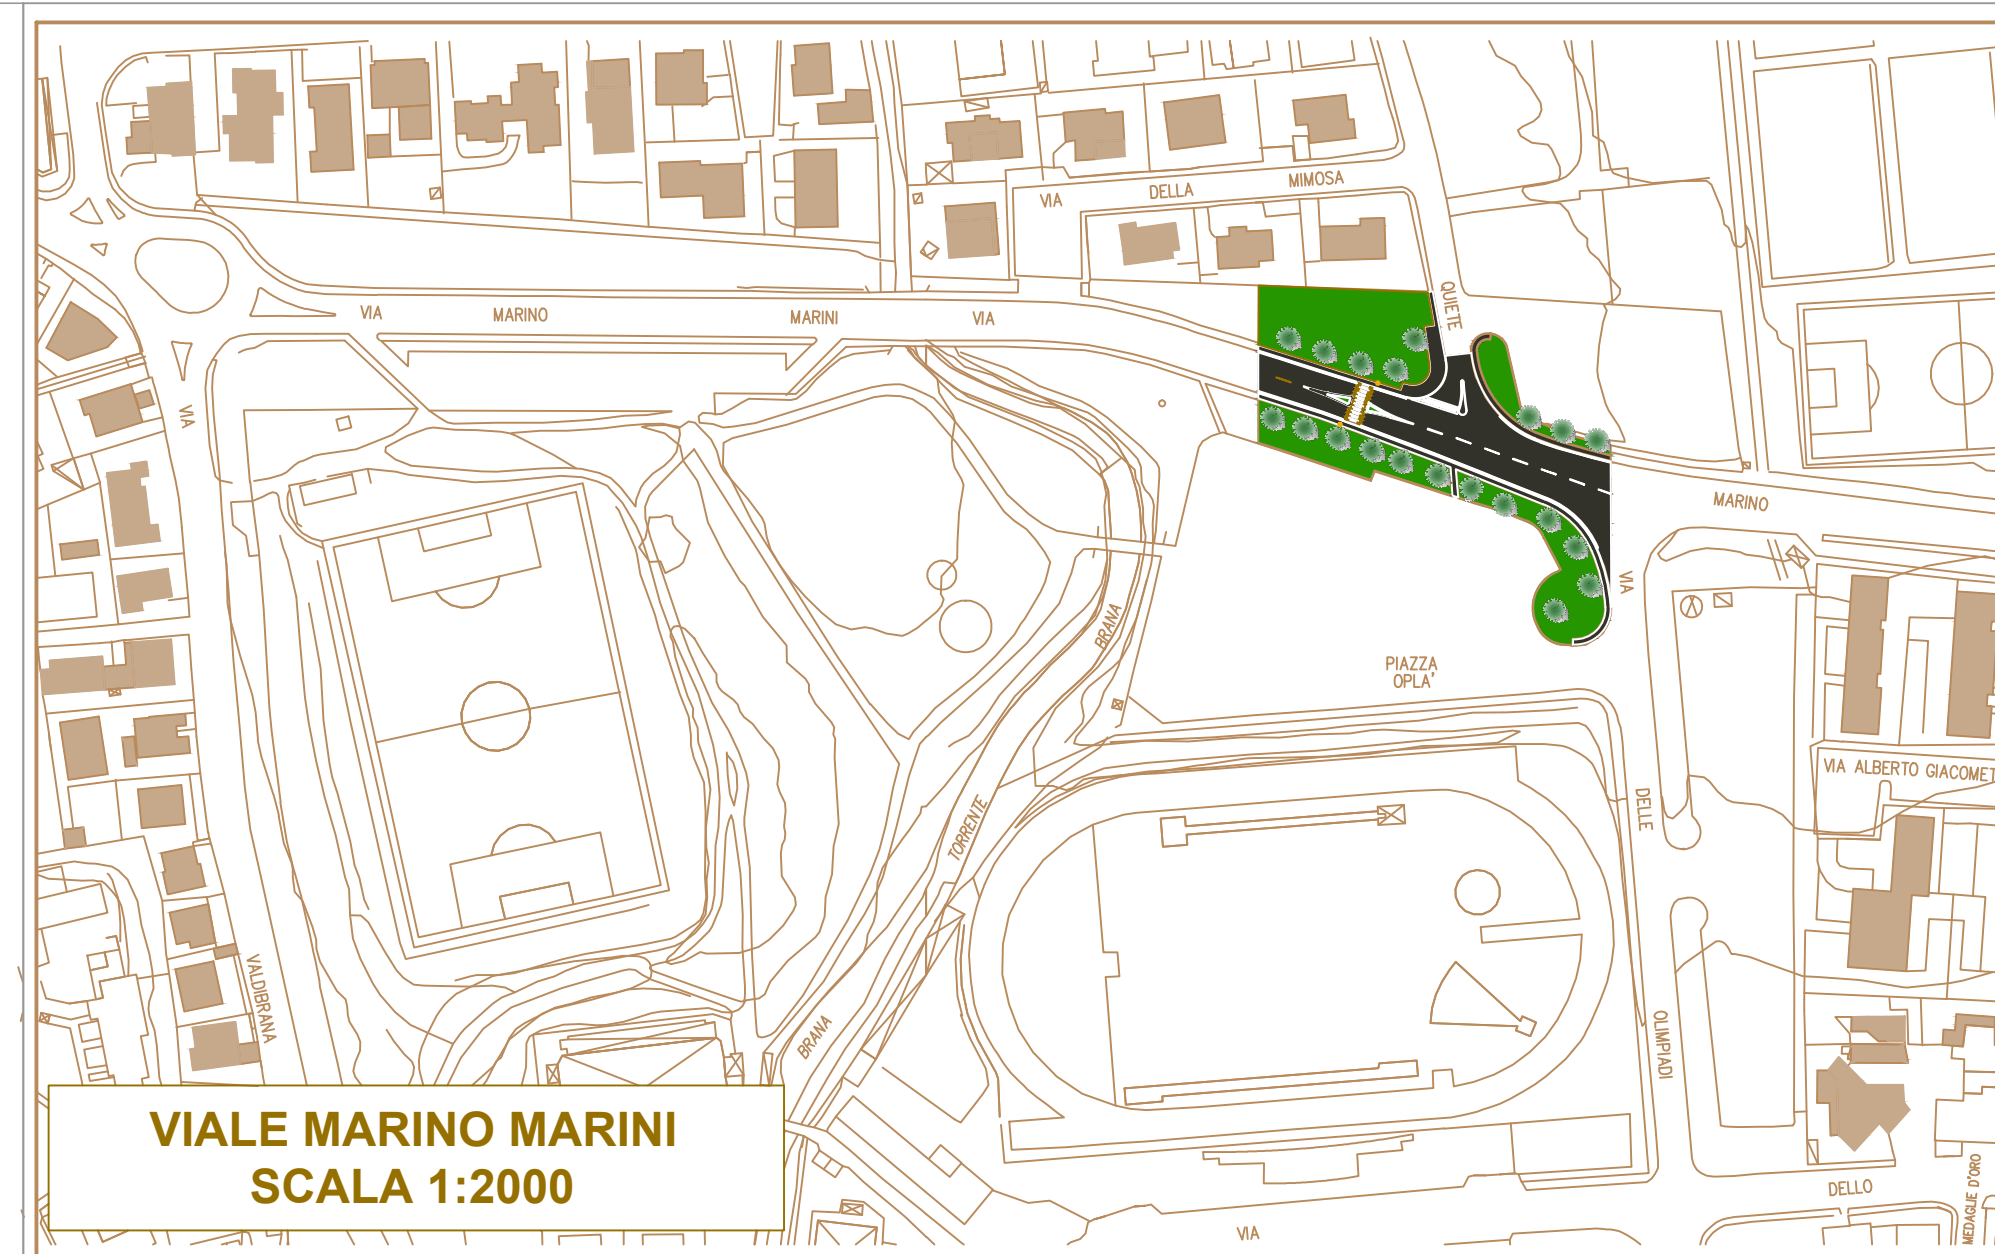 VIA DELLA MIMOSA
QUIETE
VIA MARINO MARINI VIA
VIA
MARINO
VIA
BRANA
PIAZZA
OPLA'
VIA ALBERTO GIACOMET
DELLE
TORRENTE
VALDIBRANA
BRANA
OLIMPIADI
VIALE MARINO MARINI
SCALA 1:2000
DELLO
MEDAGLIE D'ORO
VIA